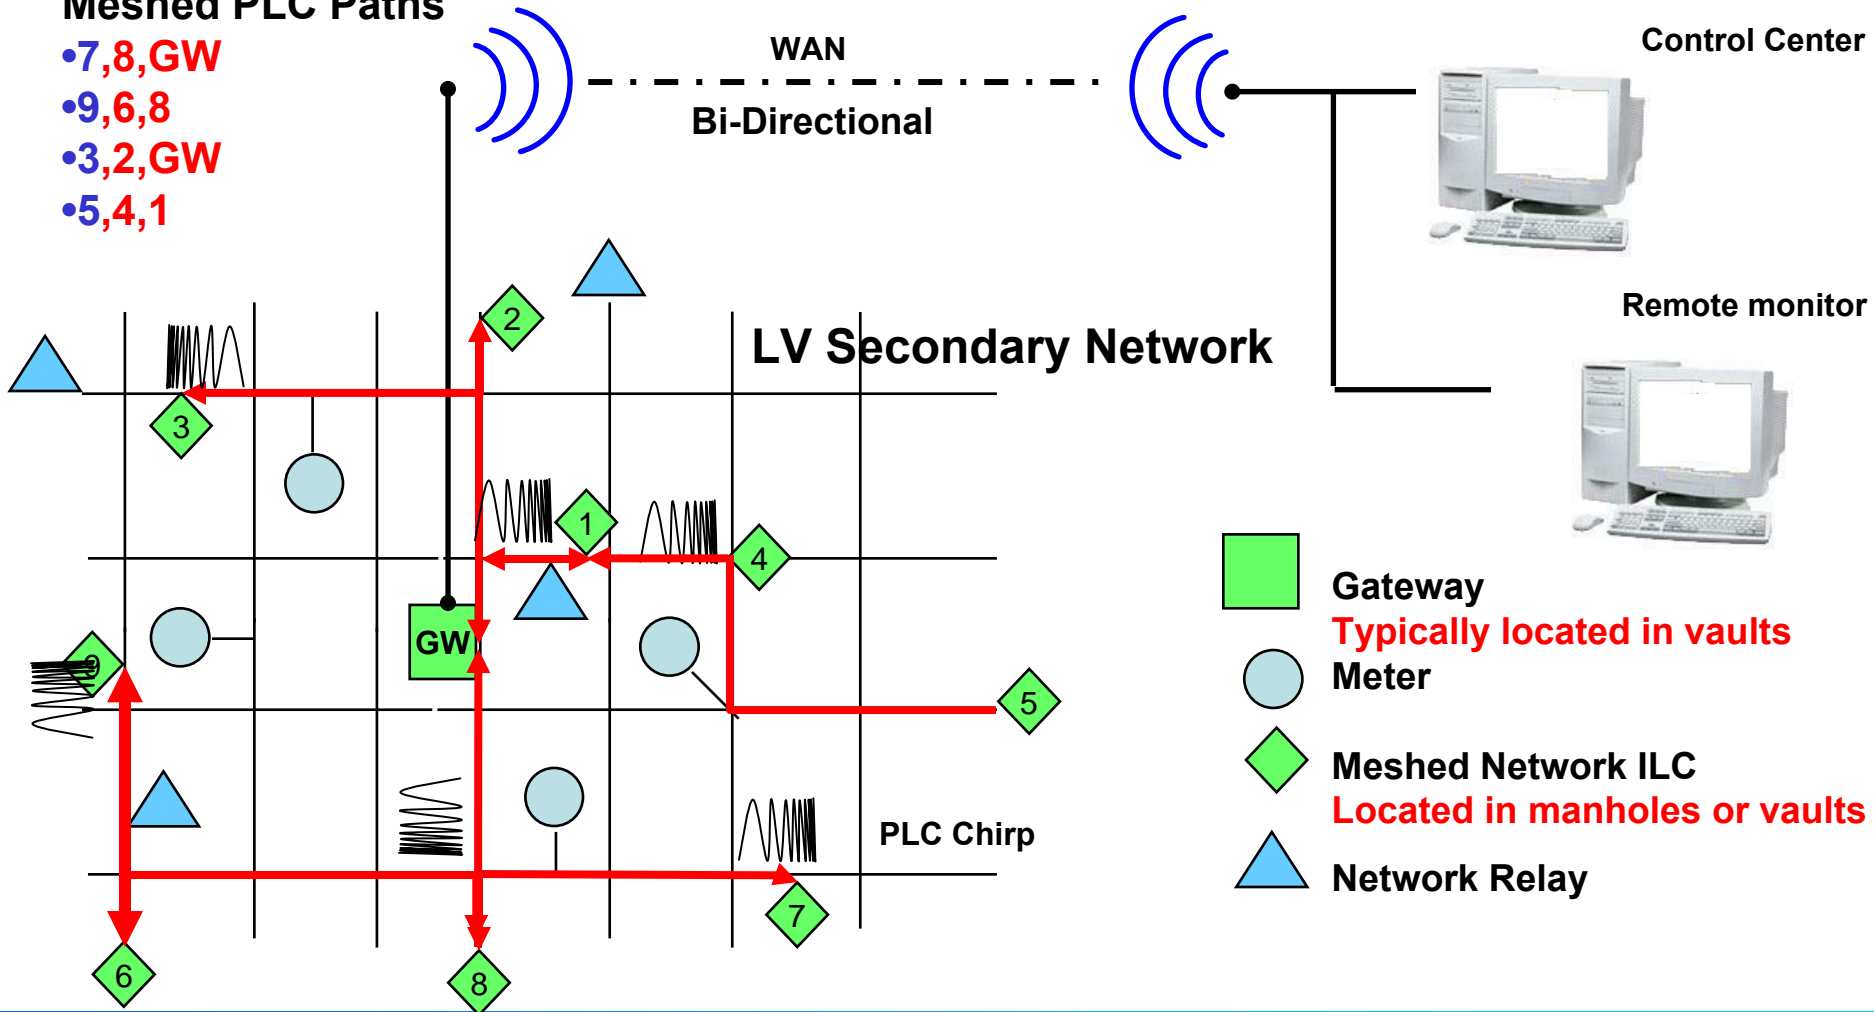 Meshed PLC Paths
•7,8,GW
•9,6,8
•3,2,GW
•5,4,1
WAN
Bi-Directional
Control Center
Remote monitor
LV Secondary Network
2
3
1
4
GW
9
5
7
6
8
PLC Chirp
Gateway
Typically located in vaults
Meter
Meshed Network ILC
Located in manholes or vaults
Network Relay